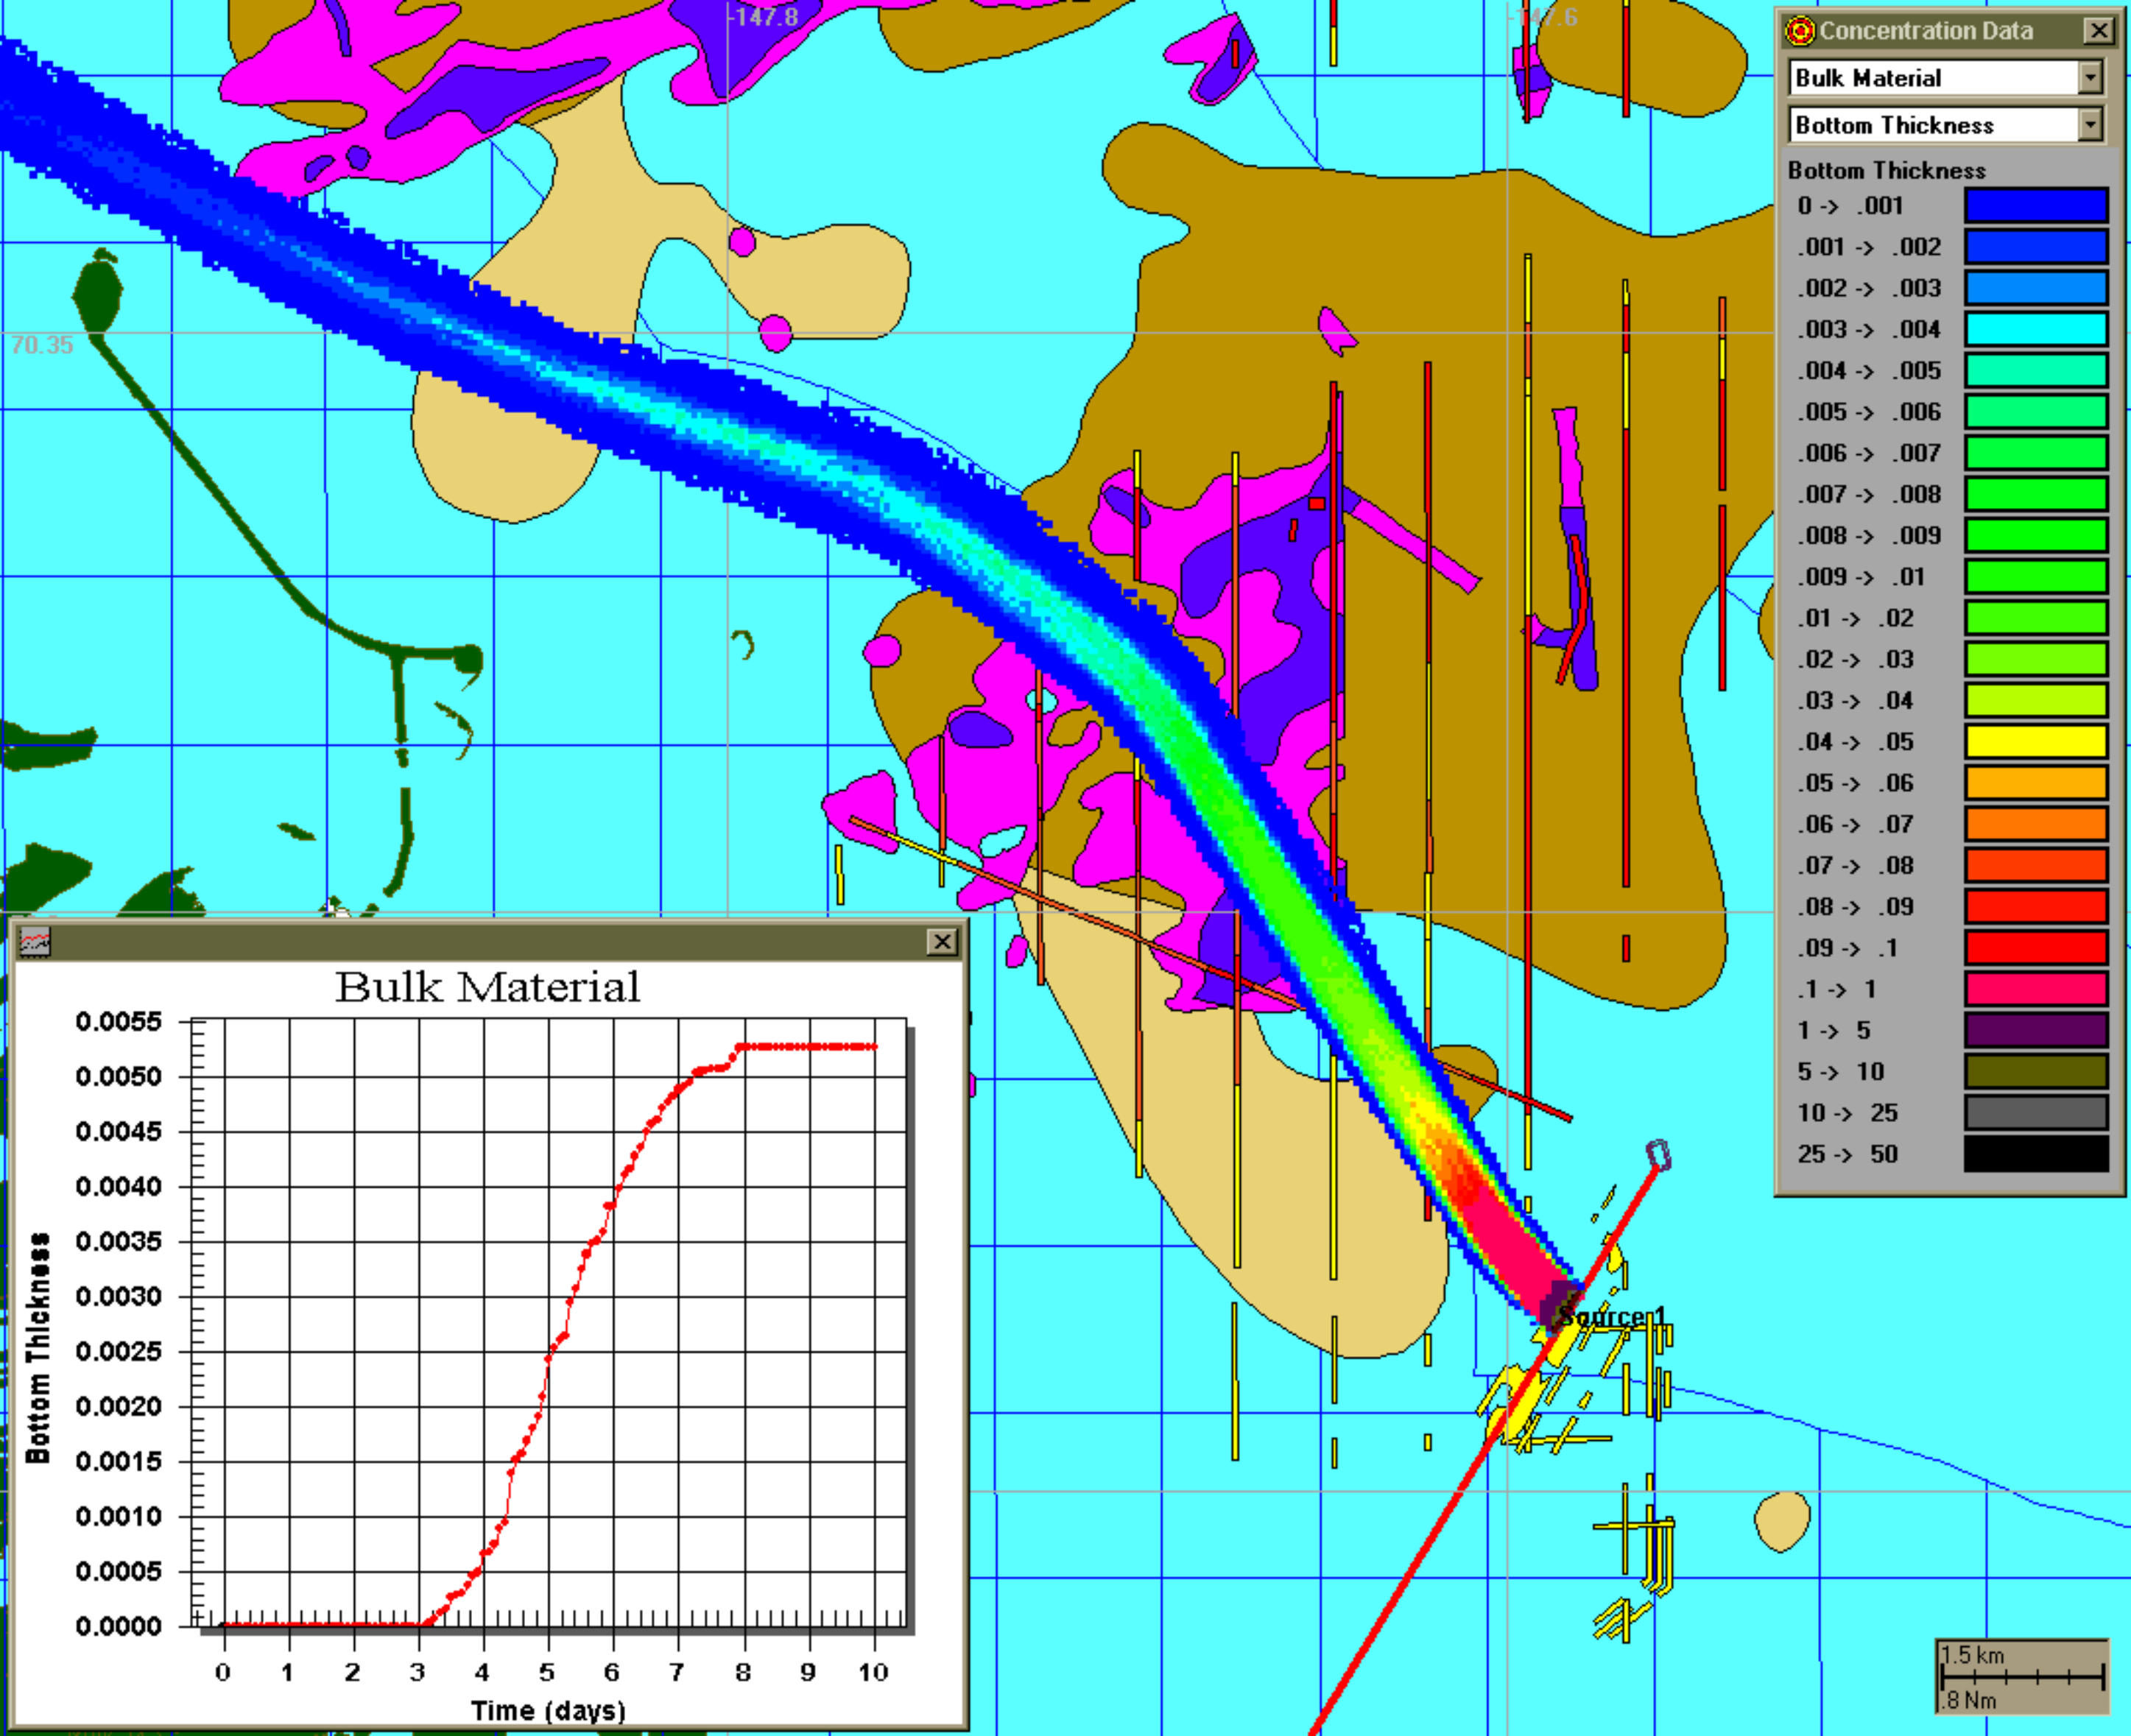 -147.8
-147.6
70.35
Concentration Data
Bulk Material
Bottom Thickness
Bottom Thickness
0 -> .001
.001 -> .002
.002 -> .003
.003 -> .004
.004 -> .005
.005 -> .006
.006 -> .007
.007 -> .008
.008 -> .009
.009 -> .01
.01 -> .02
.02 -> .03
.03 -> .04
.04 -> .05
.05 -> .06
.06 -> .07
.07 -> .08
.08 -> .09
.09 -> .1
.1 -> 1
1 -> 5
5 -> 10
10 -> 25
25 -> 50
Source 1
Bulk Material
0.0055
0.0050
0.0045
0.0040
0.0035
0.0030
0.0025
0.0020
0.0015
0.0010
0.0005
0.0000
Bottom Thickness
0 1 2 3 4 5 6 7 8 9 10
Time (days)
1.5 km
.8 Nm